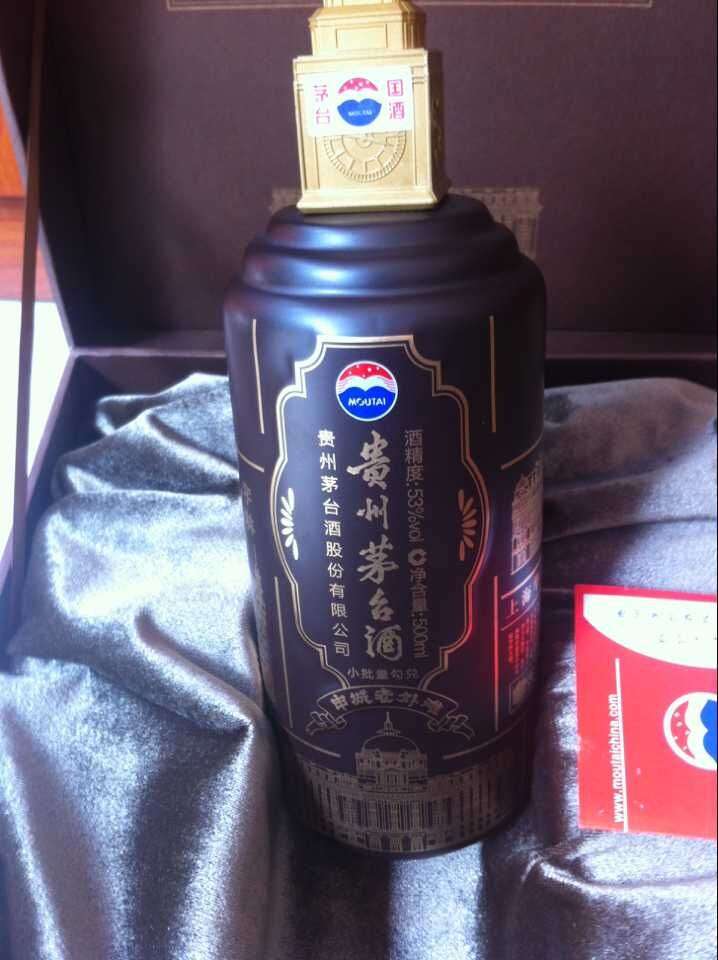 茅台
国酒
MOUTAI
MOUTAI
酒精度:53%vol 净含量:500ml
贵州茅台酒
贵州茅台酒股份有限公司
小批量勾兑
申城老外滩
上海
www.moutaichina.com